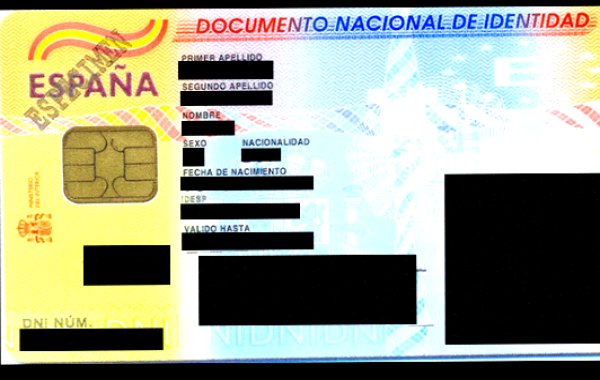 DOCUMENTO NACIONAL DE IDENTIDAD
ESPAÑA
ESPECIMEN
PRIMER APELLIDO
SEGUNDO APELLIDO
NOMBRE
SEXO NACIONALIDAD
FECHA DE NACIMIENTO
IDESP
VALIDO HASTA
MINISTERIO
DEL INTERIOR
DNI NÚM.
DNIDNIDNI